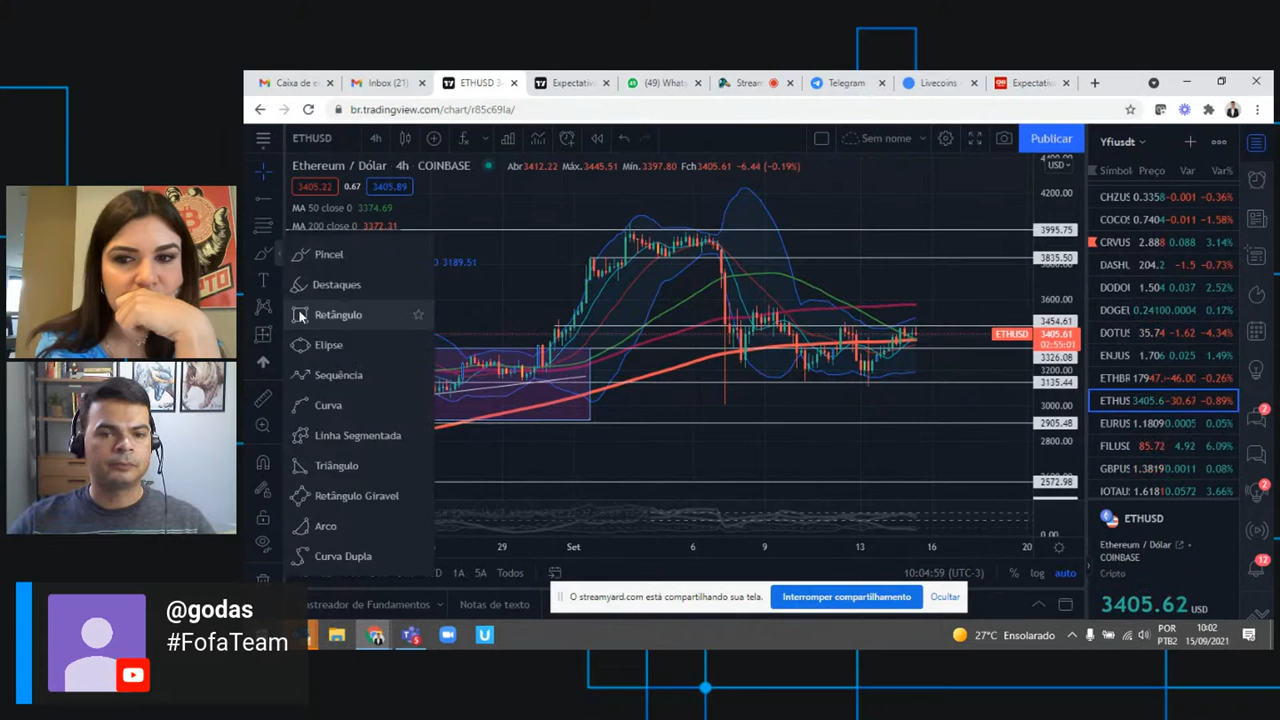 Caixa de e
Inbox (21)
ETHUSD 34
Expectativ
(49) Whats
Stream
Telegram
Livecoins
Expectati
br.tradingview.com/chart/r85c69la/
ETHUSD 4h
Sem nome
Publicar
Yfiusdt
Ethereum / Dólar 4h COINBASE Abr3412.22 Máx.3445.51 Mín.3397.80 Fch3405.61 −6.44 (−0.19%)
USD
3405.22 0.67 3405.89
MA 50 close 0 3374.69
MA 200 close 0 3372.31
3189.51
Pincel
Destaques
Retângulo
Elipse
Sequência
Curva
Linha Segmentada
Triângulo
Retângulo Giravel
Arco
Curva Dupla
4200.00
3995.75
3835.50
3600.00
3454.61
ETHUSD 3405.61
02:55:01
3326.08
3200.00
3135.44
3000.00
2905.48
2800.00
2572.98
0.00
29 Set 6 9 13 16 20
Símbol Preço Var Var%
CHZUS 0.3358 -0.001 -0.36%
COCOS 0.7404 -0.011 -1.58%
CRVUS 2.888 0.088 3.14%
DASHU 204.2 -1.5 -0.73%
DODOI 1.504 0.037 2.52%
DOGEI 0.24100 0.0004 0.17%
DOTUS 35.74 -1.62 -4.34%
ENJUS 1.706 0.025 1.49%
ETHBR 17947. -46.00 -0.26%
ETHUS 3405.6 -30.67 -0.89%
EURUS 1.1809 0.0005 0.05%
FILUSD 85.72 4.92 6.09%
GBPUS 1.3819 0.0011 0.08%
IOTAU 1.6181 0.0572 3.66%
ETHUSD
Ethereum / Dólar
COINBASE
Cripto
3405.62 USD
1A 5A Todos
10:04:59 (UTC-3) % log auto
astreador de Fundamentos
Notas de texto
O streamyard.com está compartilhando sua tela.
Interromper compartilhamento
Ocultar
27°C Ensolarado
POR
PTB2
10:02
15/09/2021
@godas
#FofaTeam